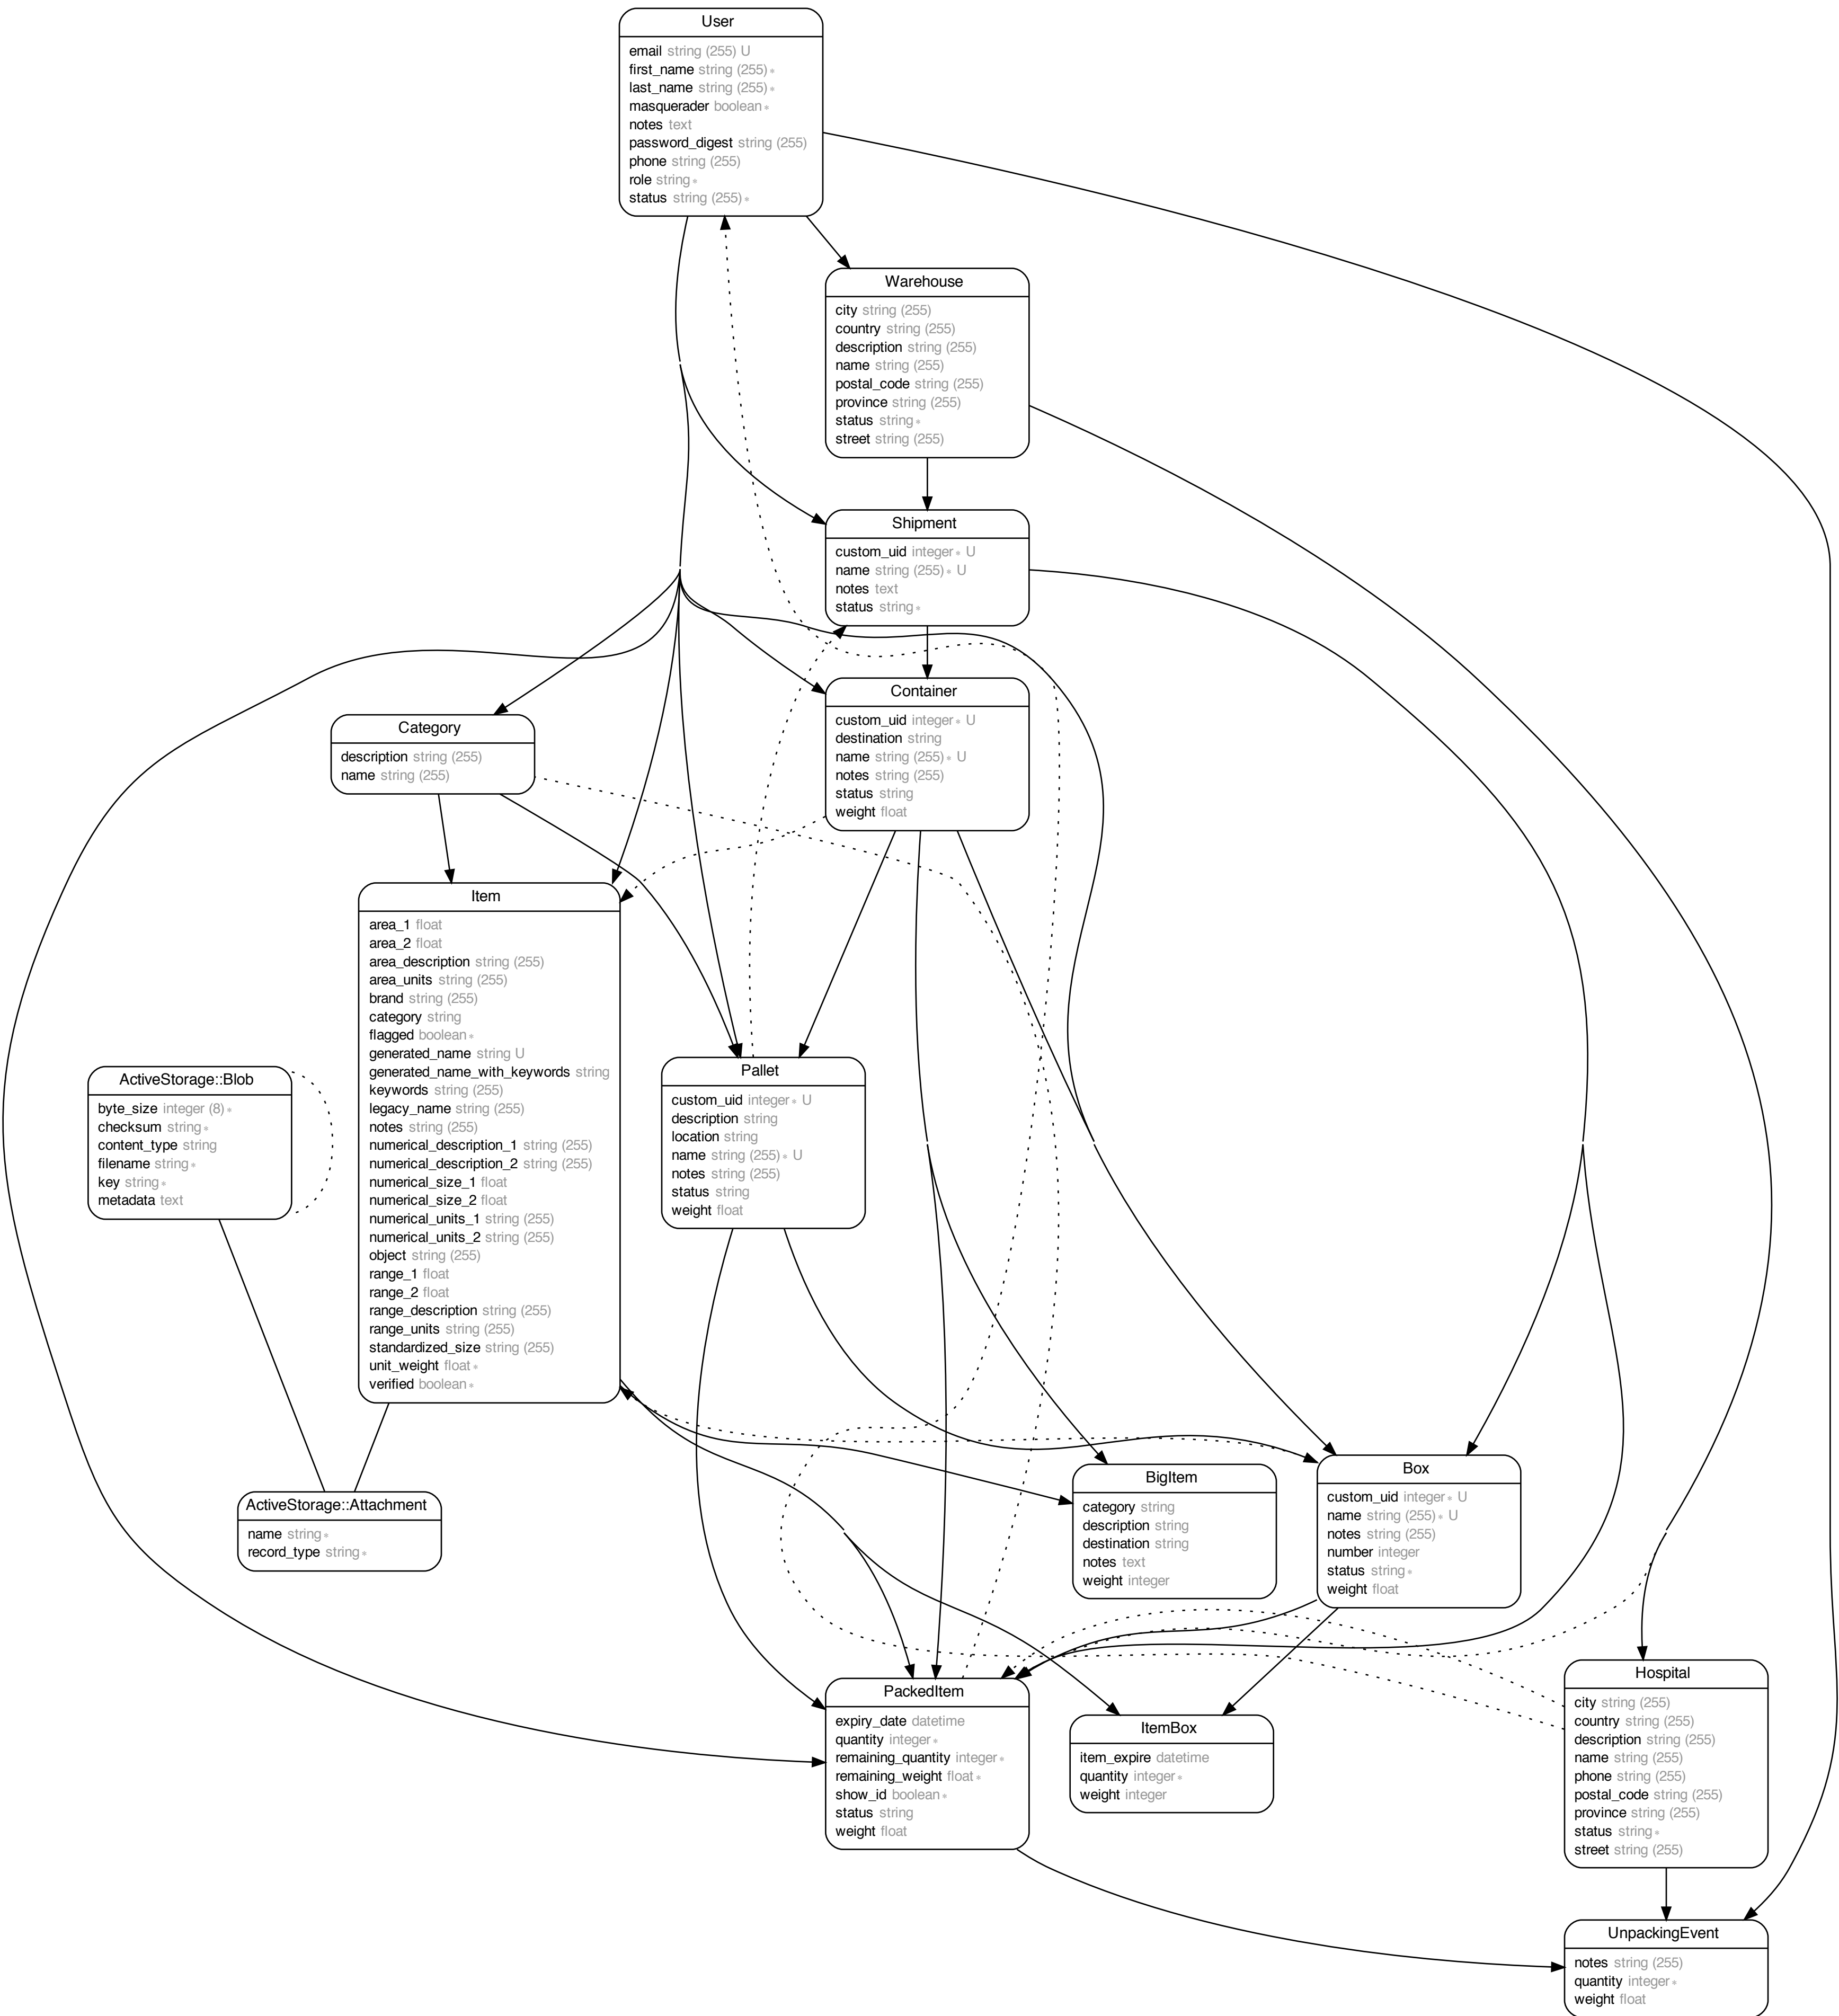 User
email string (255) U
first_name string (255)∗
last_name string (255)∗
masquerader boolean∗
notes text
password_digest string (255)
phone string (255)
role string∗
status string (255)∗
Warehouse
city string (255)
country string (255)
description string (255)
name string (255)
postal_code string (255)
province string (255)
status string∗
street string (255)
Shipment
custom_uid integer∗ U
name string (255)∗ U
notes text
status string∗
Container
custom_uid integer∗ U
destination string
name string (255)∗ U
notes string (255)
status string
weight float
Category
description string (255)
name string (255)
Item
area_1 float
area_2 float
area_description string (255)
area_units string (255)
brand string (255)
category string
flagged boolean∗
generated_name string U
generated_name_with_keywords string
keywords string (255)
legacy_name string (255)
notes string (255)
numerical_description_1 string (255)
numerical_description_2 string (255)
numerical_size_1 float
numerical_size_2 float
numerical_units_1 string (255)
numerical_units_2 string (255)
object string (255)
range_1 float
range_2 float
range_description string (255)
range_units string (255)
standardized_size string (255)
unit_weight float∗
verified boolean∗
ActiveStorage::Blob
byte_size integer (8)∗
checksum string∗
content_type string
filename string∗
key string∗
metadata text
Pallet
custom_uid integer∗ U
description string
location string
name string (255)∗ U
notes string (255)
status string
weight float
ActiveStorage::Attachment
name string∗
record_type string∗
BigItem
category string
description string
destination string
notes text
weight integer
Box
custom_uid integer∗ U
name string (255)∗ U
notes string (255)
number integer
status string∗
weight float
PackedItem
expiry_date datetime
quantity integer∗
remaining_quantity integer∗
remaining_weight float∗
show_id boolean∗
status string
weight float
ItemBox
item_expire datetime
quantity integer∗
weight integer
Hospital
city string (255)
country string (255)
description string (255)
name string (255)
phone string (255)
postal_code string (255)
province string (255)
status string∗
street string (255)
UnpackingEvent
notes string (255)
quantity integer∗
weight float